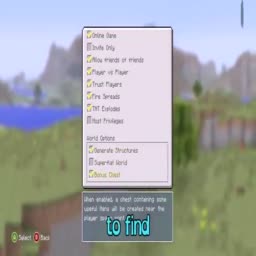 Online Game
Invite Only
Allow friends of friends
Player vs Player
Trust Players
Fire Spreads
TNT Explodes
Host Privileges
World Options
Generate Structures
Superflat World
Bonus Chest
When enabled, a chest containing some
useful items will be created near the
player spawn
to find
A Select B Back